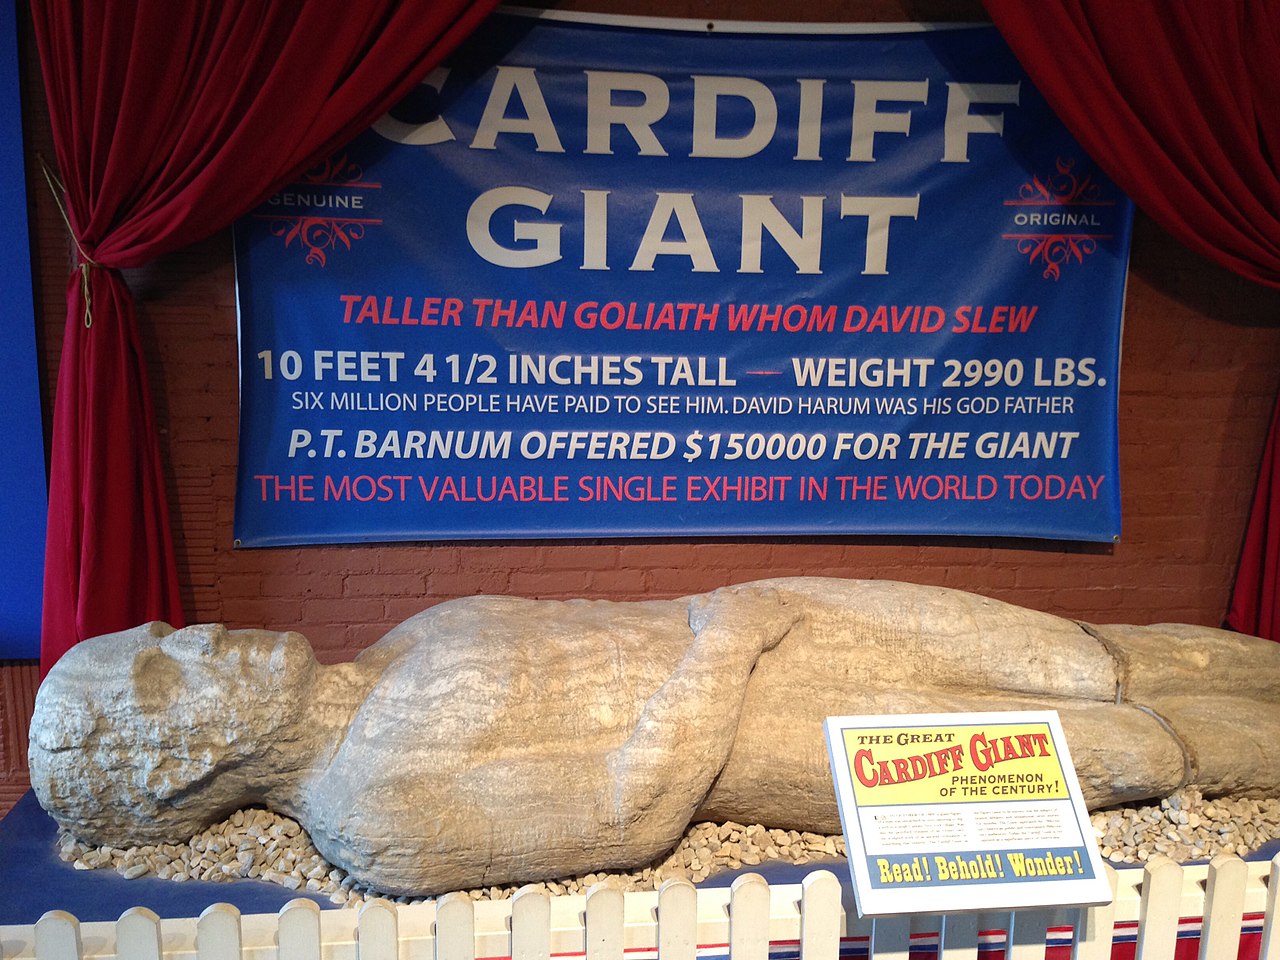 CARDIFF
GIANT
GENUINE
ORIGINAL
TALLER THAN GOLIATH WHOM DAVID SLEW
10 FEET 4 1/2 INCHES TALL — WEIGHT 2990 LBS.
SIX MILLION PEOPLE HAVE PAID TO SEE HIM. DAVID HARUM WAS HIS GOD FATHER
P.T. BARNUM OFFERED $150000 FOR THE GIANT
THE MOST VALUABLE SINGLE EXHIBIT IN THE WORLD TODAY
THE GREAT
CARDIFF GIANT
PHENOMENON
OF THE CENTURY!
Read! Behold! Wonder!